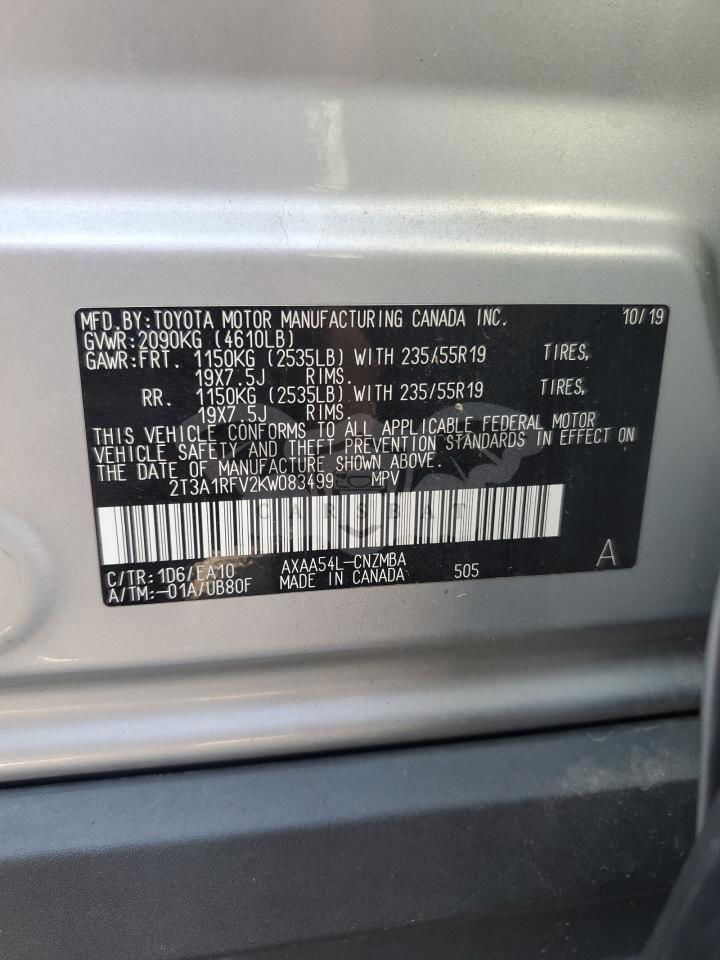 MFD.BY:TOYOTA MOTOR MANUFACTURING CANADA INC. 10/19
GVWR:2090KG (4610LB)
GAWR:FRT. 1150KG (2535LB) WITH 235/55R19 TIRES,
19X7.5J RIMS.
RR. 1150KG (2535LB) WITH 235/55R19 TIRES,
19X7.5J RIMS.
THIS VEHICLE CONFORMS TO ALL APPLICABLE FEDERAL MOTOR
VEHICLE SAFETY AND THEFT PREVENTION STANDARDS IN EFFECT ON
THE DATE OF MANUFACTURE SHOWN ABOVE.
2T3A1RFV2KW083499 MPV
CARSBAT
C/TR:1D6/EA10 AXAA54L-CNZMBA 505 A
A/TM:-01A/UB80F MADE IN CANADA